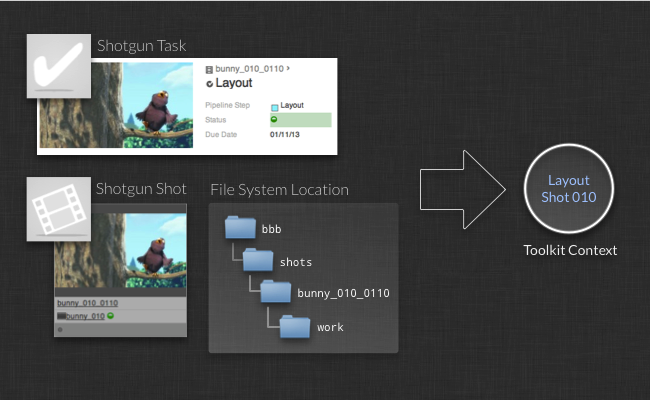 Shotgun Task
bunny_010_0110 >
Layout
Pipeline Step Layout
Status
Due Date 01/11/13
Shotgun Shot
bunny_010_0110
bunny_010
File System Location
bbb
shots
bunny_010_0110
work
Layout
Shot 010
Toolkit Context